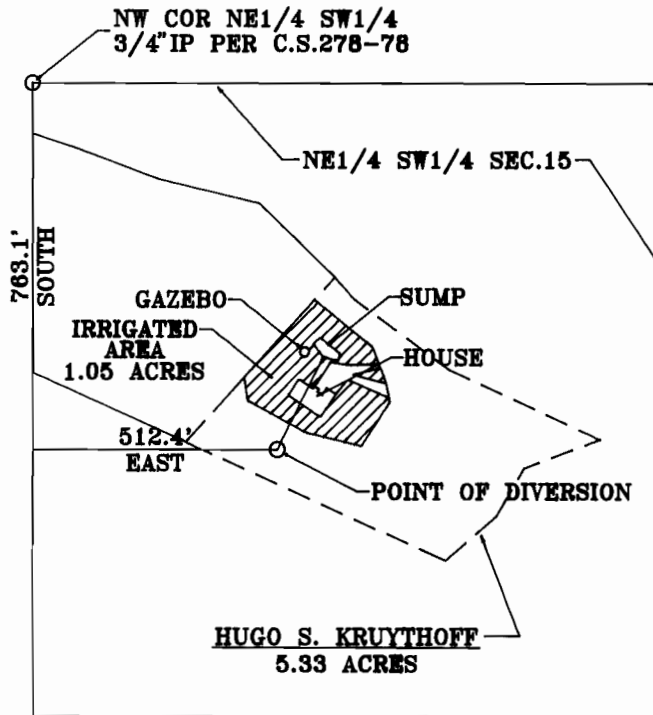 NW COR NE1/4 SW1/4
3/4"IP PER C.S.278-78
NE1/4 SW1/4 SEC.15
763.1'
SOUTH
GAZEBO
SUMP
IRRIGATED
AREA
1.05 ACRES
HOUSE
512.4'
EAST
POINT OF DIVERSION
HUGO S. KRUYTHOFF
5.33 ACRES